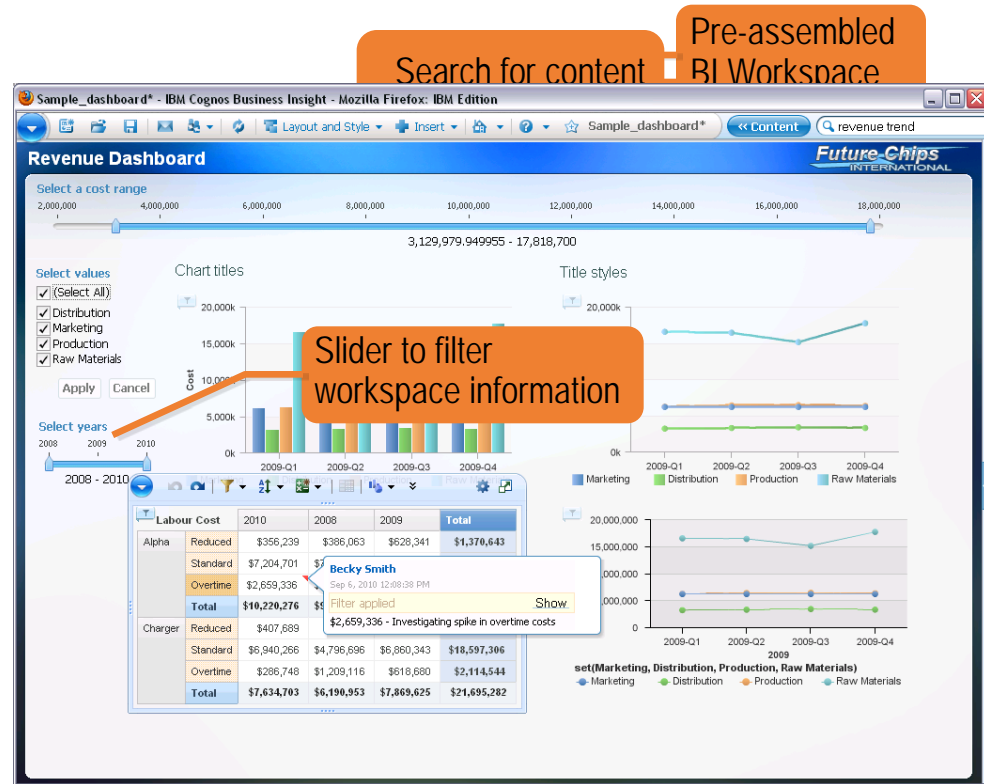 Pre-assembled
BI Workspace
Search for content
Sample_dashboard* - IBM Cognos Business Insight - Mozilla Firefox: IBM Edition
Layout and Style Insert Sample_dashboard* << Content revenue trend
Revenue Dashboard
Future-Chips
INTERNATIONAL
Select a cost range
2,000,000 4,000,000 6,000,000 8,000,000 10,000,000 12,000,000 14,000,000 16,000,000 18,000,000
3,129,979.949955 - 17,818,700
Select values
(Select All)
Distribution
Marketing
Production
Raw Materials
Apply Cancel
Select years
2008 2009 2010
2008 - 2010
Chart titles
Cost
20,000k
15,000k
10,000k
5,000k
0k
2009-Q1 2009-Q2 2009-Q3 2009-Q4
Slider to filter
workspace information
Title styles
20,000k
0k
2009-Q1 2009-Q2 2009-Q3 2009-Q4
Marketing Distribution Production Raw Materials
Labour Cost 2010 2008 2009 Total
Alpha Reduced $356,239 $386,063 $628,341 $1,370,643
Standard $7,204,701
Overtime $2,659,336
Total $10,220,276
Charger Reduced $407,689
Standard $6,940,266 $4,796,696 $6,860,343 $18,597,306
Overtime $286,748 $1,209,116 $618,680 $2,114,544
Total $7,634,703 $6,190,953 $7,869,625 $21,695,282
Becky Smith
Sep 6, 2010 12:08:38 PM
Filter applied Show
$2,659,336 - Investigating spike in overtime costs
20,000,000
15,000,000
0
2009-Q1 2009-Q2 2009-Q3 2009-Q4
2009
set(Marketing, Distribution, Production, Raw Materials)
Marketing Distribution Production Raw Materials